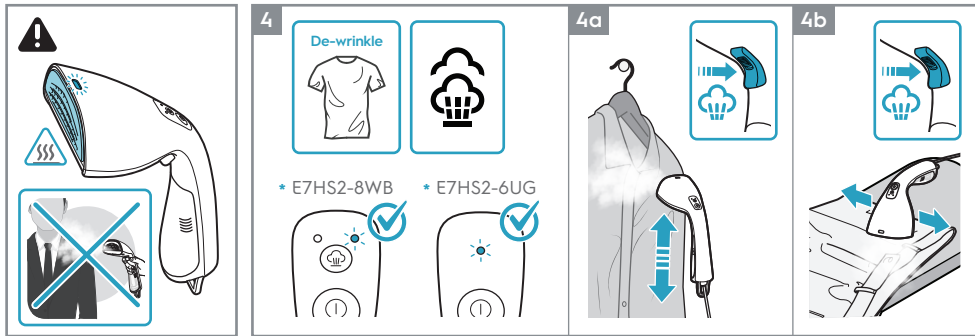 4
De-wrinkle
* E7HS2-8WB
* E7HS2-6UG
4a
4b